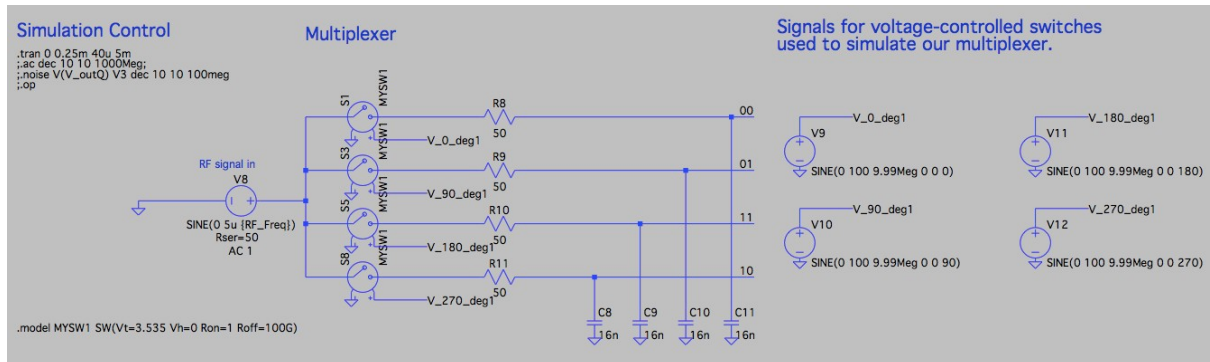 Simulation Control
.tran 0 0.25m 40u 5m
;.ac dec 10 10 1000Meg;
;.noise V(V_outQ) V3 dec 10 10 100meg
;.op
Multiplexer
Signals for voltage-controlled switches
used to simulate our multiplexer.
S1
MYSW1
R8
50
00
V_0_deg1
S3
MYSW1
R9
50
01
V_90_deg1
S5
MYSW1
R10
50
11
V_180_deg1
S8
MYSW1
R11
50
10
V_270_deg1
RF signal in
V8
SINE(0 5u {RF_Freq})
Rser=50
AC 1
C8
16n
C9
16n
C10
16n
C11
16n
V_0_deg1
V9
SINE(0 100 9.99Meg 0 0 0)
V_180_deg1
V11
SINE(0 100 9.99Meg 0 0 180)
V_90_deg1
V10
SINE(0 100 9.99Meg 0 0 90)
V_270_deg1
V12
SINE(0 100 9.99Meg 0 0 270)
.model MYSW1 SW(Vt=3.535 Vh=0 Ron=1 Roff=100G)